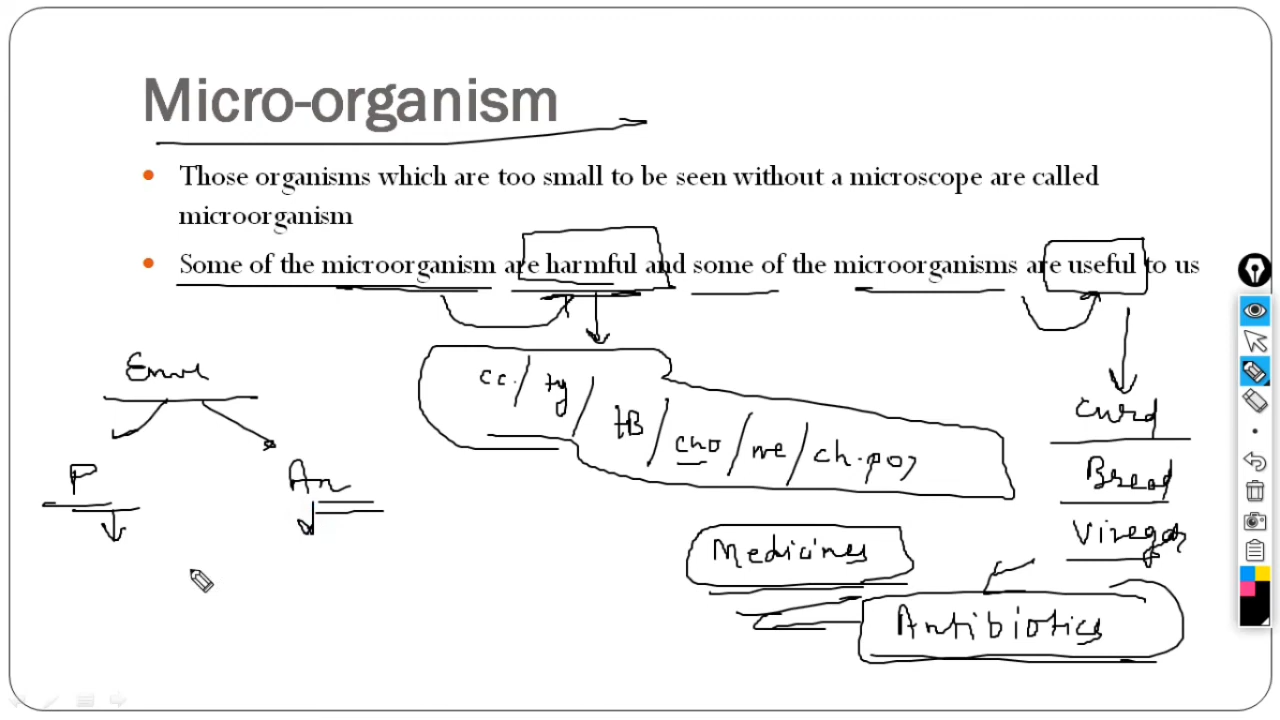 Micro-organism
• Those organisms which are too small to be seen without a microscope are called
microorganism
• Some of the microorganism are harmful and some of the microorganisms are useful to us
cc. / ty / tB / cho / me / ch. pox
P
An
Curd
Bread
Vinegar
Medicines
Antibiotics